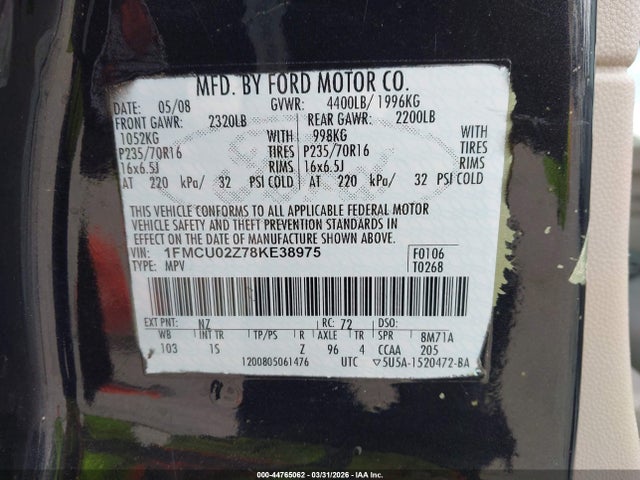 MFD. BY FORD MOTOR CO.
DATE: 05/08 GVWR: 4400LB/1996KG
FRONT GAWR: 2320LB REAR GAWR: 2200LB
1052KG WITH 998KG WITH
P235/70R16 TIRES P235/70R16 TIRES
16x6.5J RIMS 16x6.5J RIMS
AT 220 kPa/ 32 PSI COLD AT 220 kPa/ 32 PSI COLD
THIS VEHICLE CONFORMS TO ALL APPLICABLE FEDERAL MOTOR
VEHICLE SAFETY AND THEFT PREVENTION STANDARDS IN
EFFECT ON THE DATE OF MANUFACTURE SHOWN ABOVE.
VIN: 1FMCU02Z78KE38975 F0106
TYPE: MPV T0268
EXT PNT: NZ RC: 72 DSO:
WB INT TR TP/PS R AXLE TR SPR 8M71A
103 1S Z 96 4 CCAA 205
1200805061476 UTC 5U5A-1520472-BA
000-44765062 - 03/31/2026 - IAA Inc.